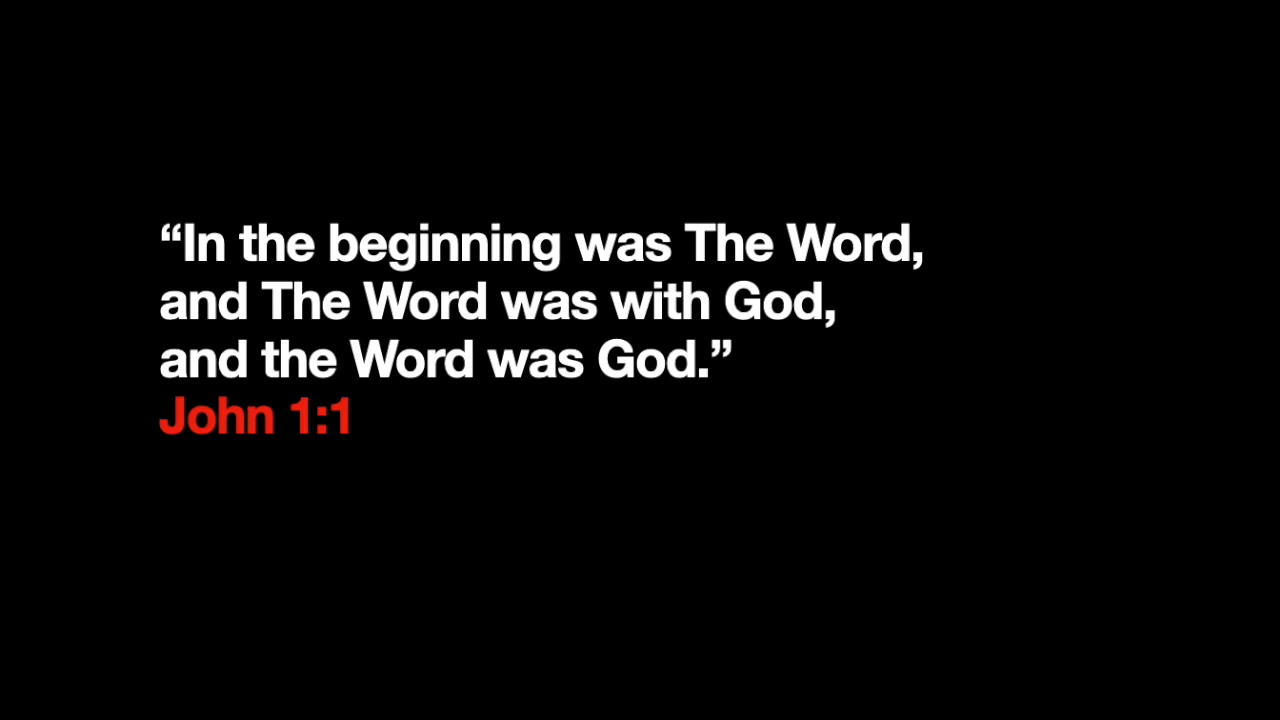 “In the beginning was The Word,
and The Word was with God,
and the Word was God.”
John 1:1